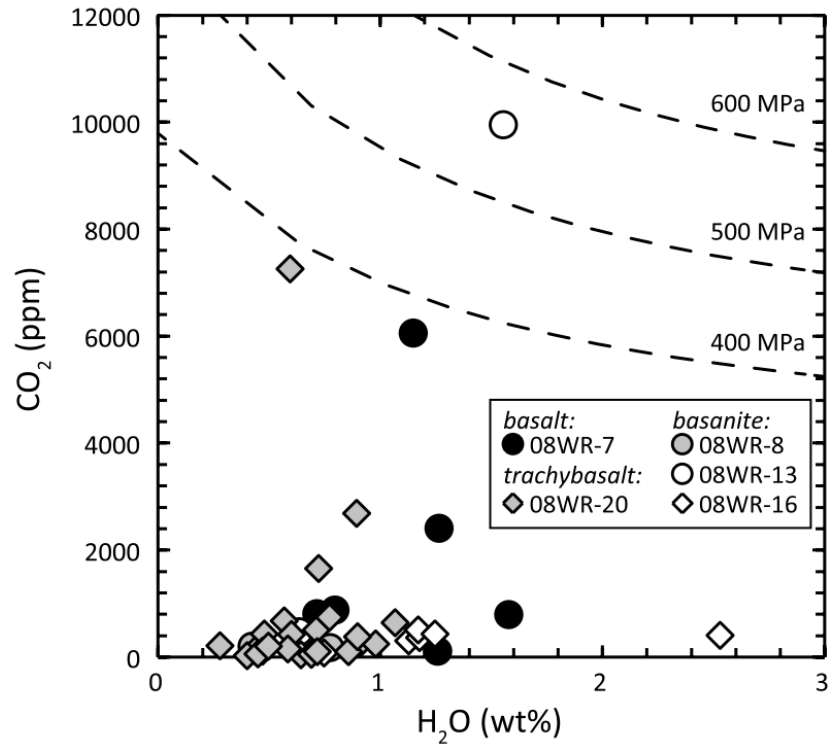 12000
10000
8000
6000
4000
2000
0
CO2 (ppm)
600 MPa
500 MPa
400 MPa
basalt:
08WR-7
trachybasalt:
08WR-20
basanite:
08WR-8
08WR-13
08WR-16
0
1
2
3
H2O (wt%)